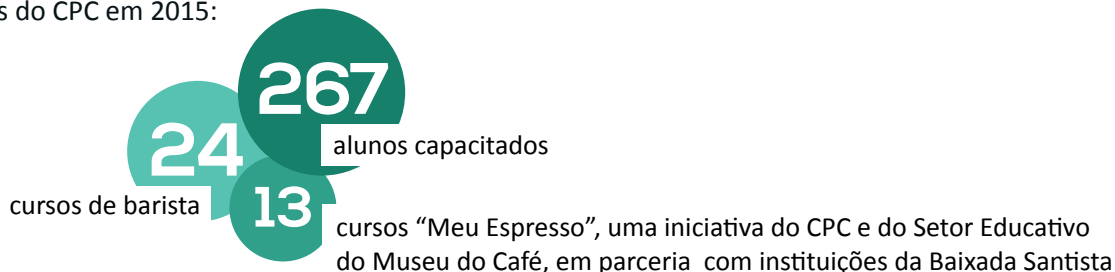 s do CPC em 2015:
267
alunos capacitados
24
cursos de barista
13
cursos “Meu Espresso”, uma iniciativa do CPC e do Setor Educativo
do Museu do Café, em parceria com instituições da Baixada Santista